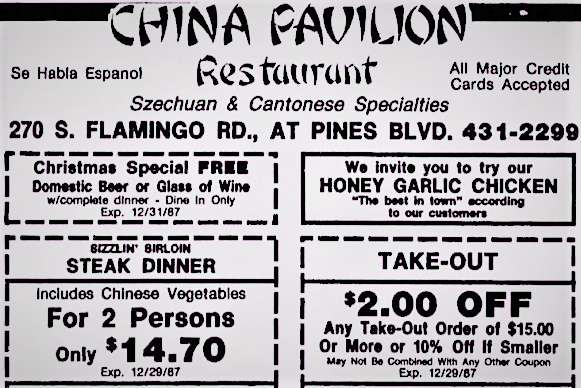 CHINA PAVILION
Restaurant
Se Habla Espanol
All Major Credit
Cards Accepted
Szechuan & Cantonese Specialties
270 S. FLAMINGO RD., AT PINES BLVD. 431-2299
Christmas Special FREE
Domestic Beer or Glass of Wine
w/complete dinner - Dine In Only
Exp. 12/31/87
We invite you to try our
HONEY GARLIC CHICKEN
"The best in town" according
to our customers
SIZZLIN' SIRLOIN
STEAK DINNER
Includes Chinese Vegetables
For 2 Persons
Only $14.70
Exp. 12/29/87
TAKE-OUT
$2.00 OFF
Any Take-Out Order of $15.00
Or More or 10% Off If Smaller
May Not Be Combined With Any Other Coupon
Exp. 12/29/87